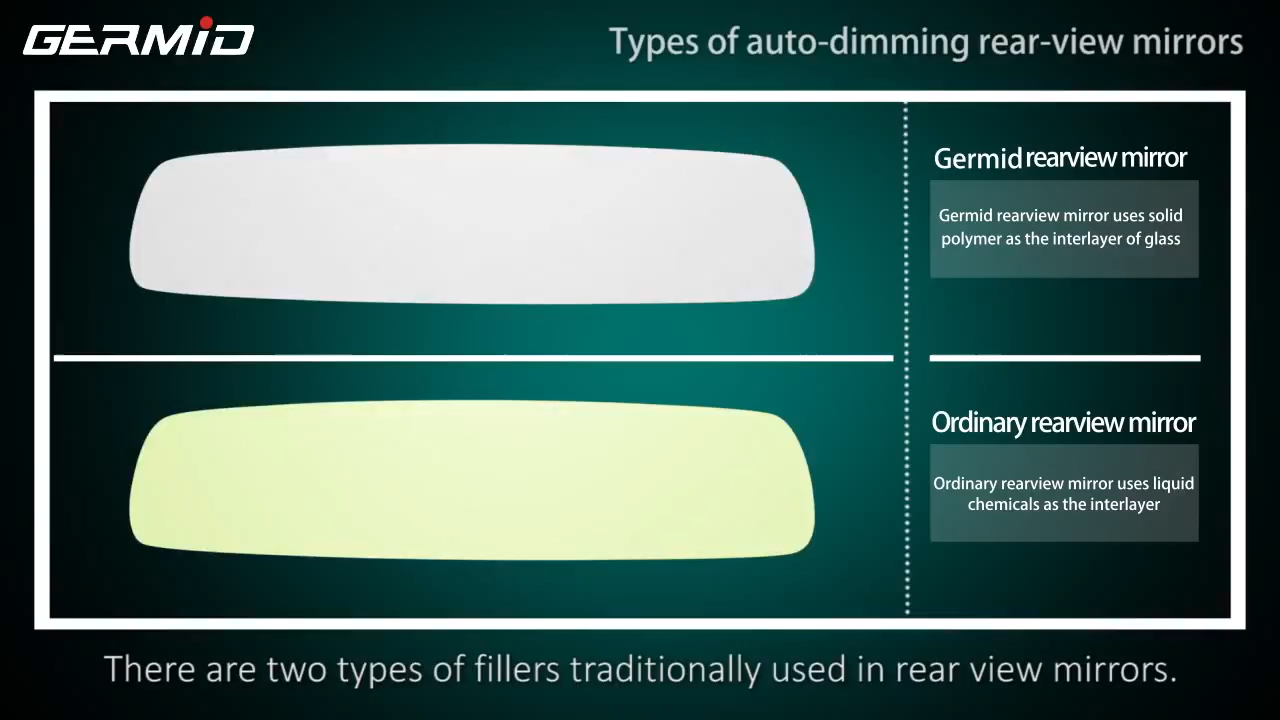 GERMID
Types of auto-dimming rear-view mirrors
Germid rearview mirror
Germid rearview mirror uses solid
polymer as the interlayer of glass
Ordinary rearview mirror
Ordinary rearview mirror uses liquid
chemicals as the interlayer
There are two types of fillers traditionally used in rear view mirrors.